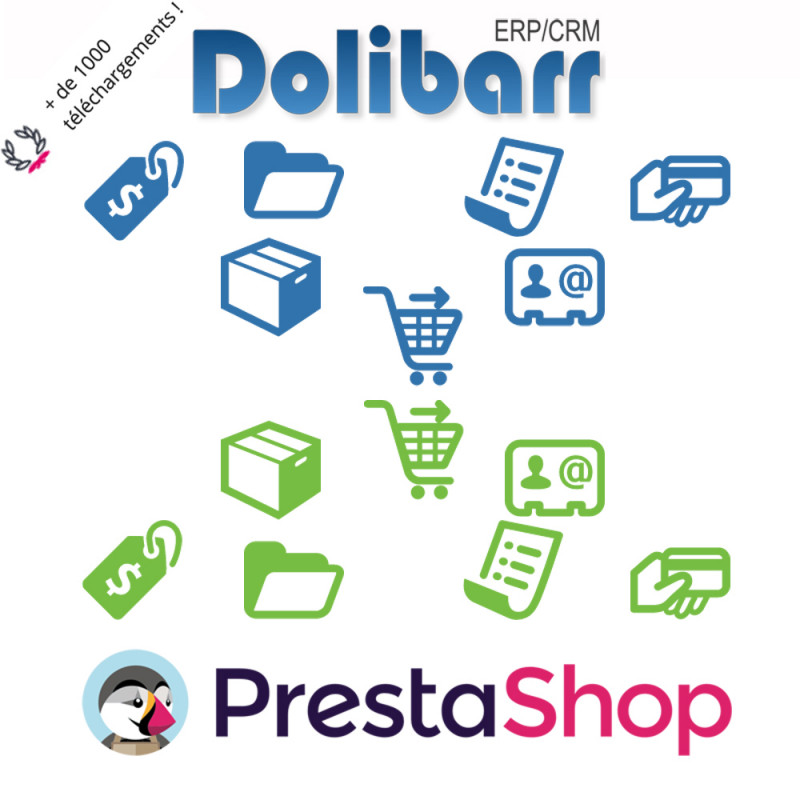 + de 1000
téléchargements !
ERP/CRM
Dolibarr
$
@
@
$
PrestaShop